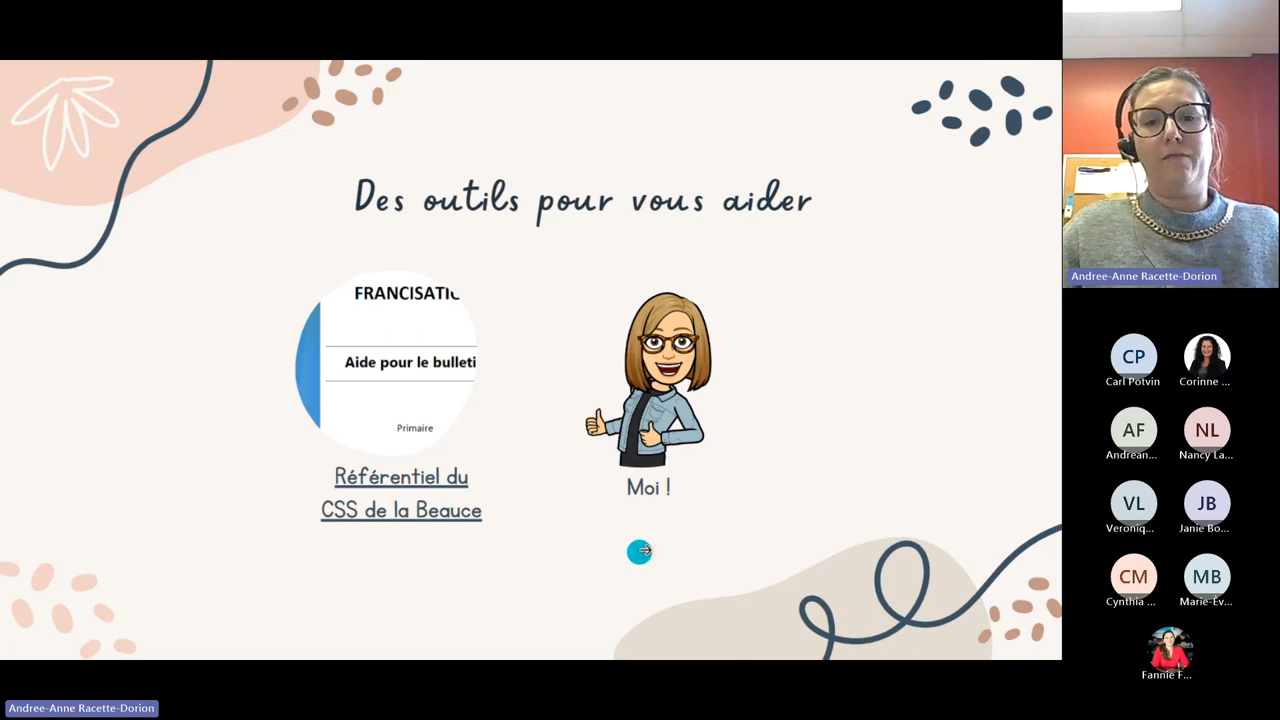 Des outils pour vous aider
FRANCISATIC
Aide pour le bulleti
Primaire
Référentiel du
CSS de la Beauce
Moi !
Andree-Anne Racette-Dorion
CP
Carl Potvin
Corinne ...
AF
Andrean...
NL
Nancy La...
VL
Veroniq...
JB
Janie Bo...
CM
Cynthia ...
MB
Marie-Èv...
Fannie F...
Andree-Anne Racette-Dorion